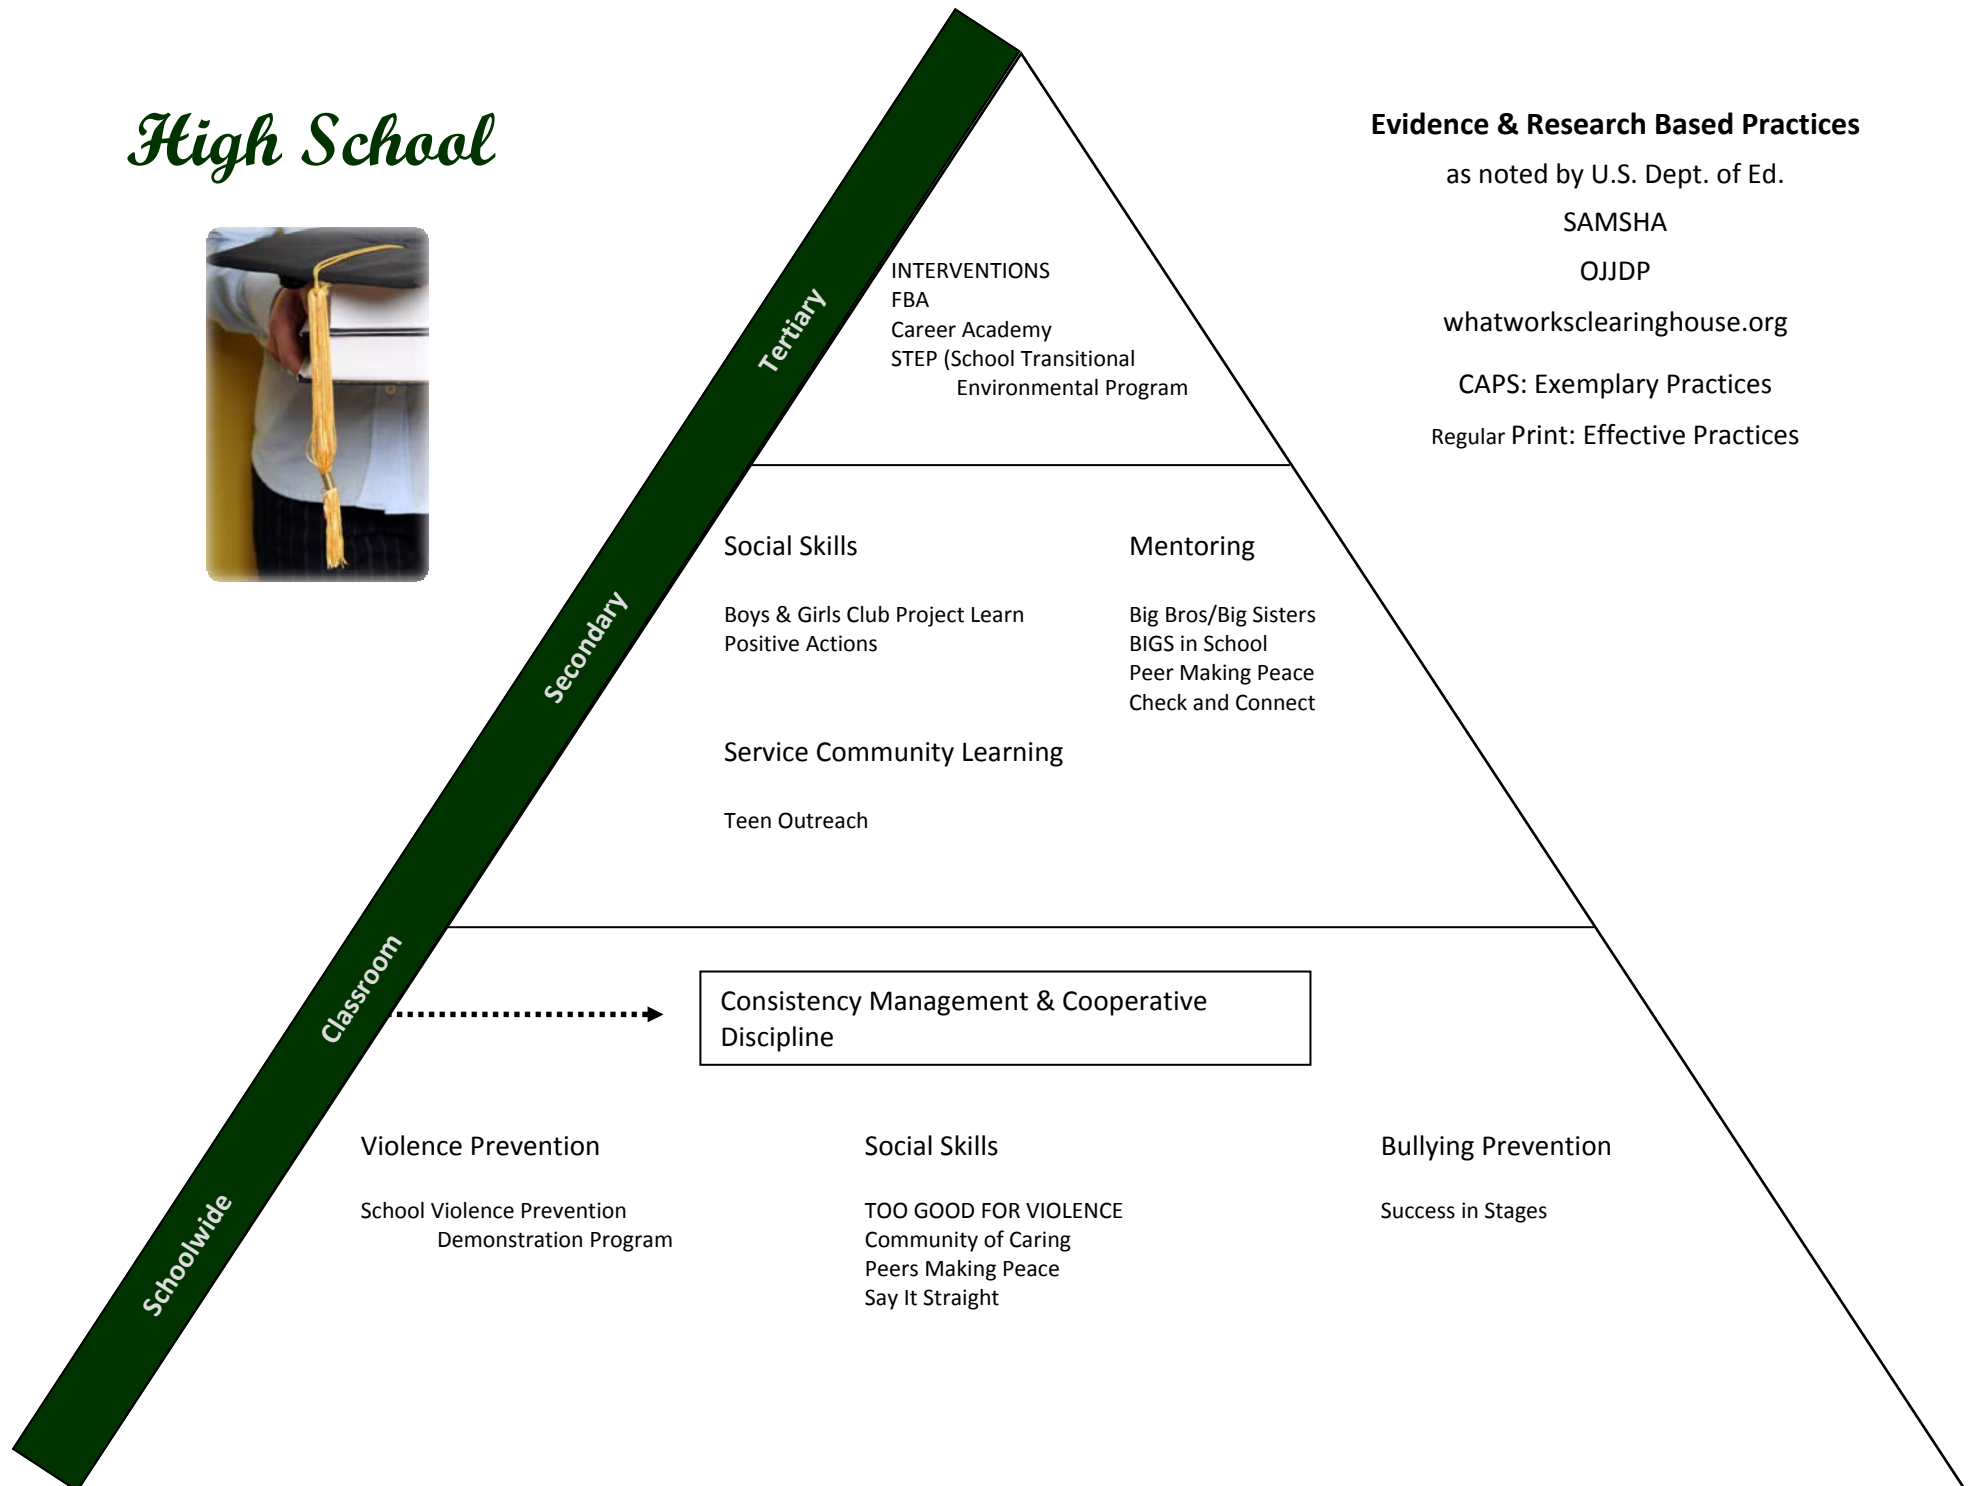 High School
Evidence & Research Based Practices
as noted by U.S. Dept. of Ed.
SAMSHA
OJJDP
whatworksclearinghouse.org
CAPS: Exemplary Practices
Regular Print: Effective Practices
Tertiary
INTERVENTIONS
FBA
Career Academy
STEP (School Transitional
Environmental Program
Secondary
Social Skills
Boys & Girls Club Project Learn
Positive Actions
Mentoring
Big Bros/Big Sisters
BIGS in School
Peer Making Peace
Check and Connect
Service Community Learning
Teen Outreach
Classroom
Consistency Management & Cooperative
Discipline
Schoolwide
Violence Prevention
School Violence Prevention
Demonstration Program
Social Skills
TOO GOOD FOR VIOLENCE
Community of Caring
Peers Making Peace
Say It Straight
Bullying Prevention
Success in Stages